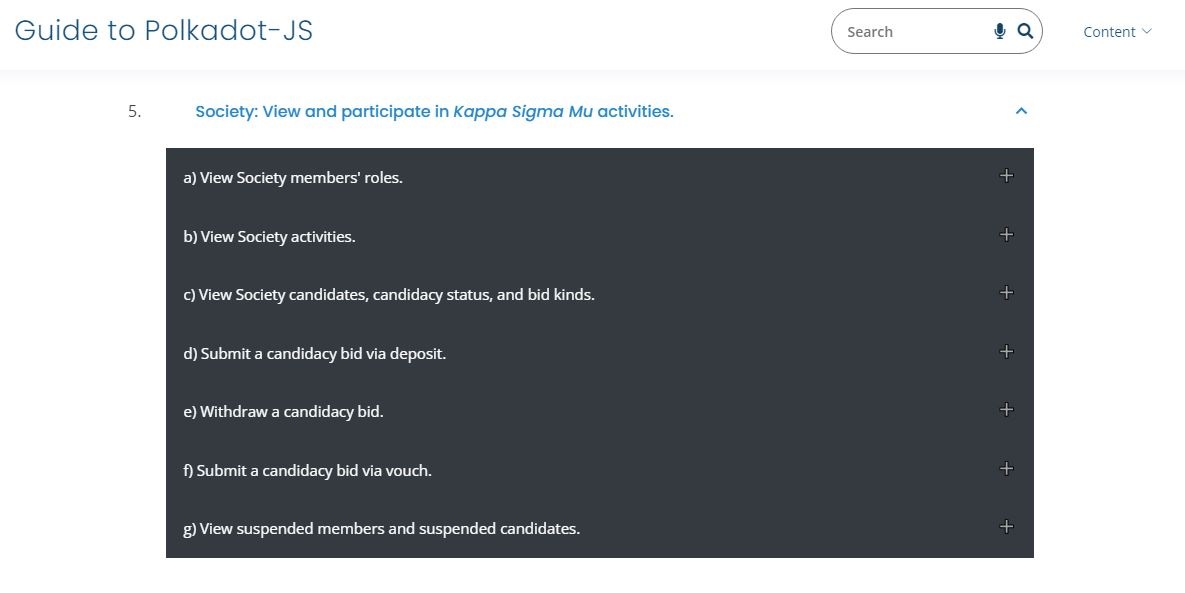 Guide to Polkadot-JS
Search
Content
5. Society: View and participate in Kappa Sigma Mu activities.
a) View Society members' roles.
b) View Society activities.
c) View Society candidates, candidacy status, and bid kinds.
d) Submit a candidacy bid via deposit.
e) Withdraw a candidacy bid.
f) Submit a candidacy bid via vouch.
g) View suspended members and suspended candidates.